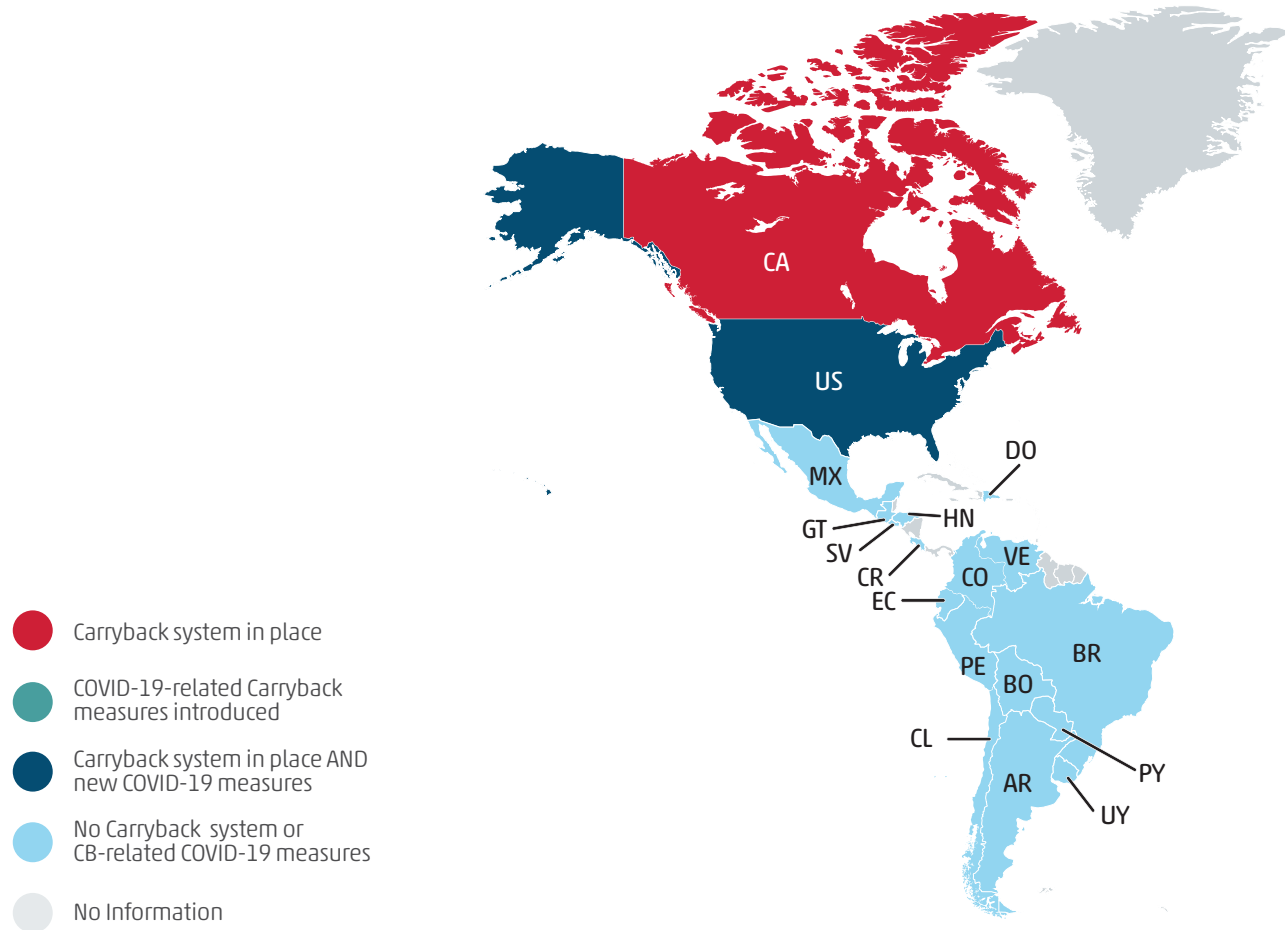 CA
US
DO
MX
HN
GT
SV
VE
CR
CO
EC
BR
PE
BO
CL
PY
AR
UY
Carryback system in place
COVID-19-related Carryback
measures introduced
Carryback system in place AND
new COVID-19 measures
No Carryback system or
CB-related COVID-19 measures
No Information